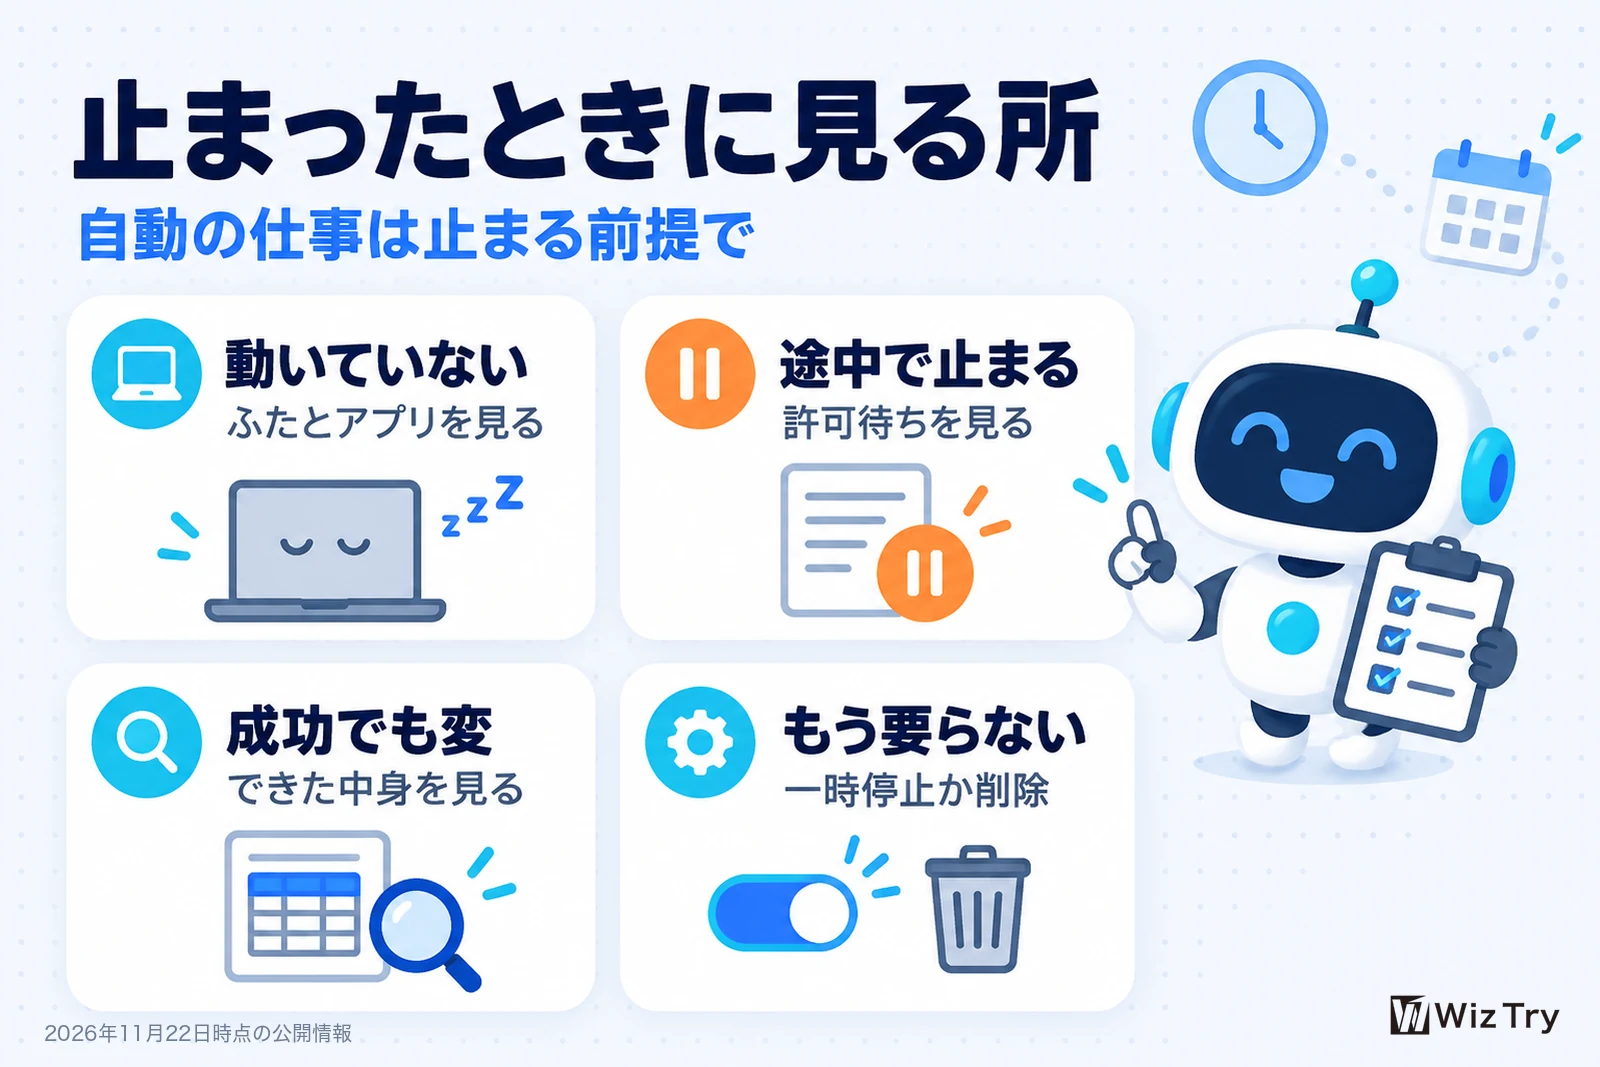 止まったときに見る所
自動の仕事は止まる前提で
動いていない
ふたとアプリを見る
zzz
途中で止まる
許可待ちを見る
成功でも変
できた中身を見る
もう要らない
一時停止か削除
2026年11月22日時点の公開情報
Wiz Try